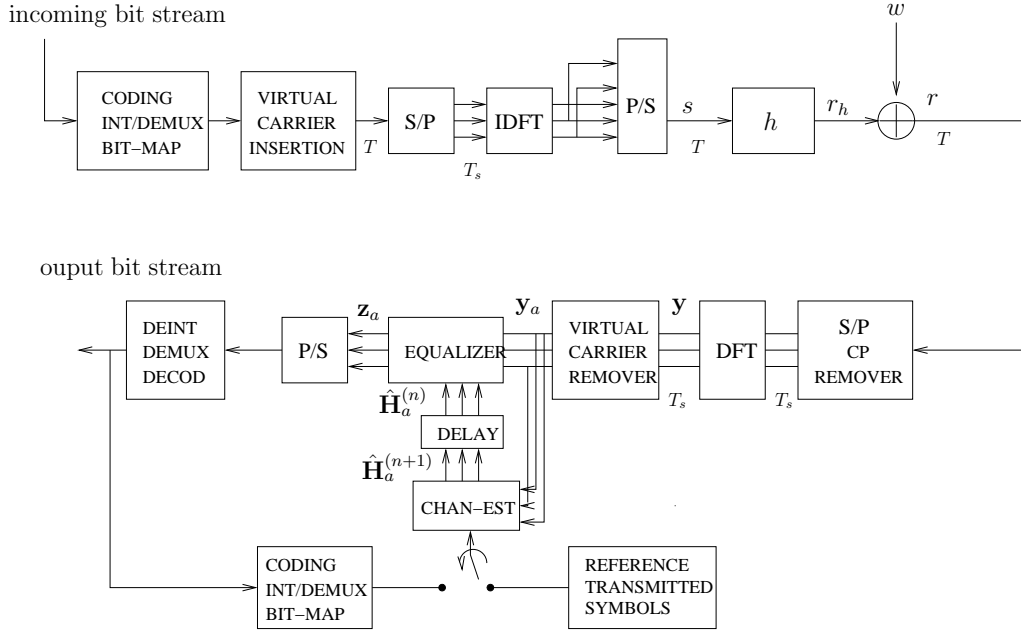 incoming bit stream
w
CODING
INT/DEMUX
BIT−MAP
VIRTUAL
CARRIER
INSERTION
T
S/P
T_s
IDFT
P/S
s
T
h
r_h
r
T
ouput bit stream
DEINT
DEMUX
DECOD
P/S
z_a
EQUALIZER
y_a
VIRTUAL
CARRIER
REMOVER
y
T_s
DFT
T_s
S/P
CP
REMOVER
Ĥ_a^{(n)}
DELAY
Ĥ_a^{(n+1)}
CHAN−EST
CODING
INT/DEMUX
BIT−MAP
REFERENCE
TRANSMITTED
SYMBOLS